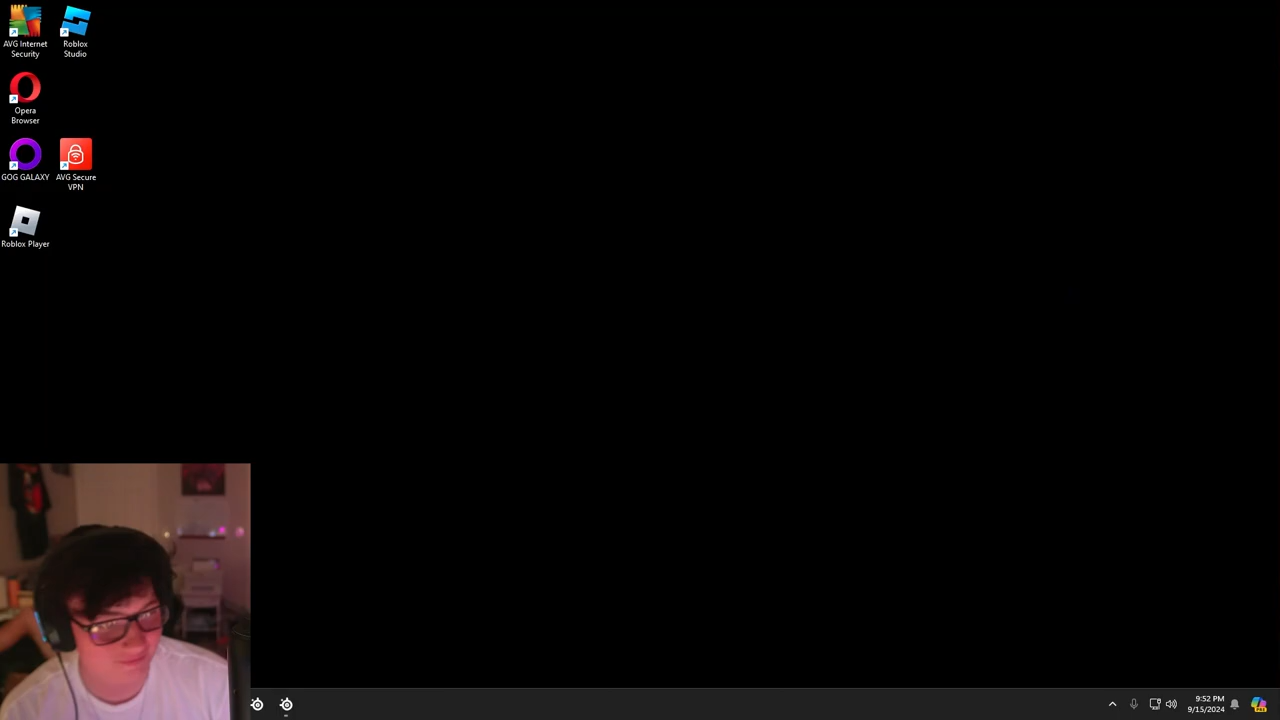 AVG Internet
Security
Roblox
Studio
Opera
Browser
GOG GALAXY
AVG Secure
VPN
Roblox Player
9:52 PM
9/15/2024